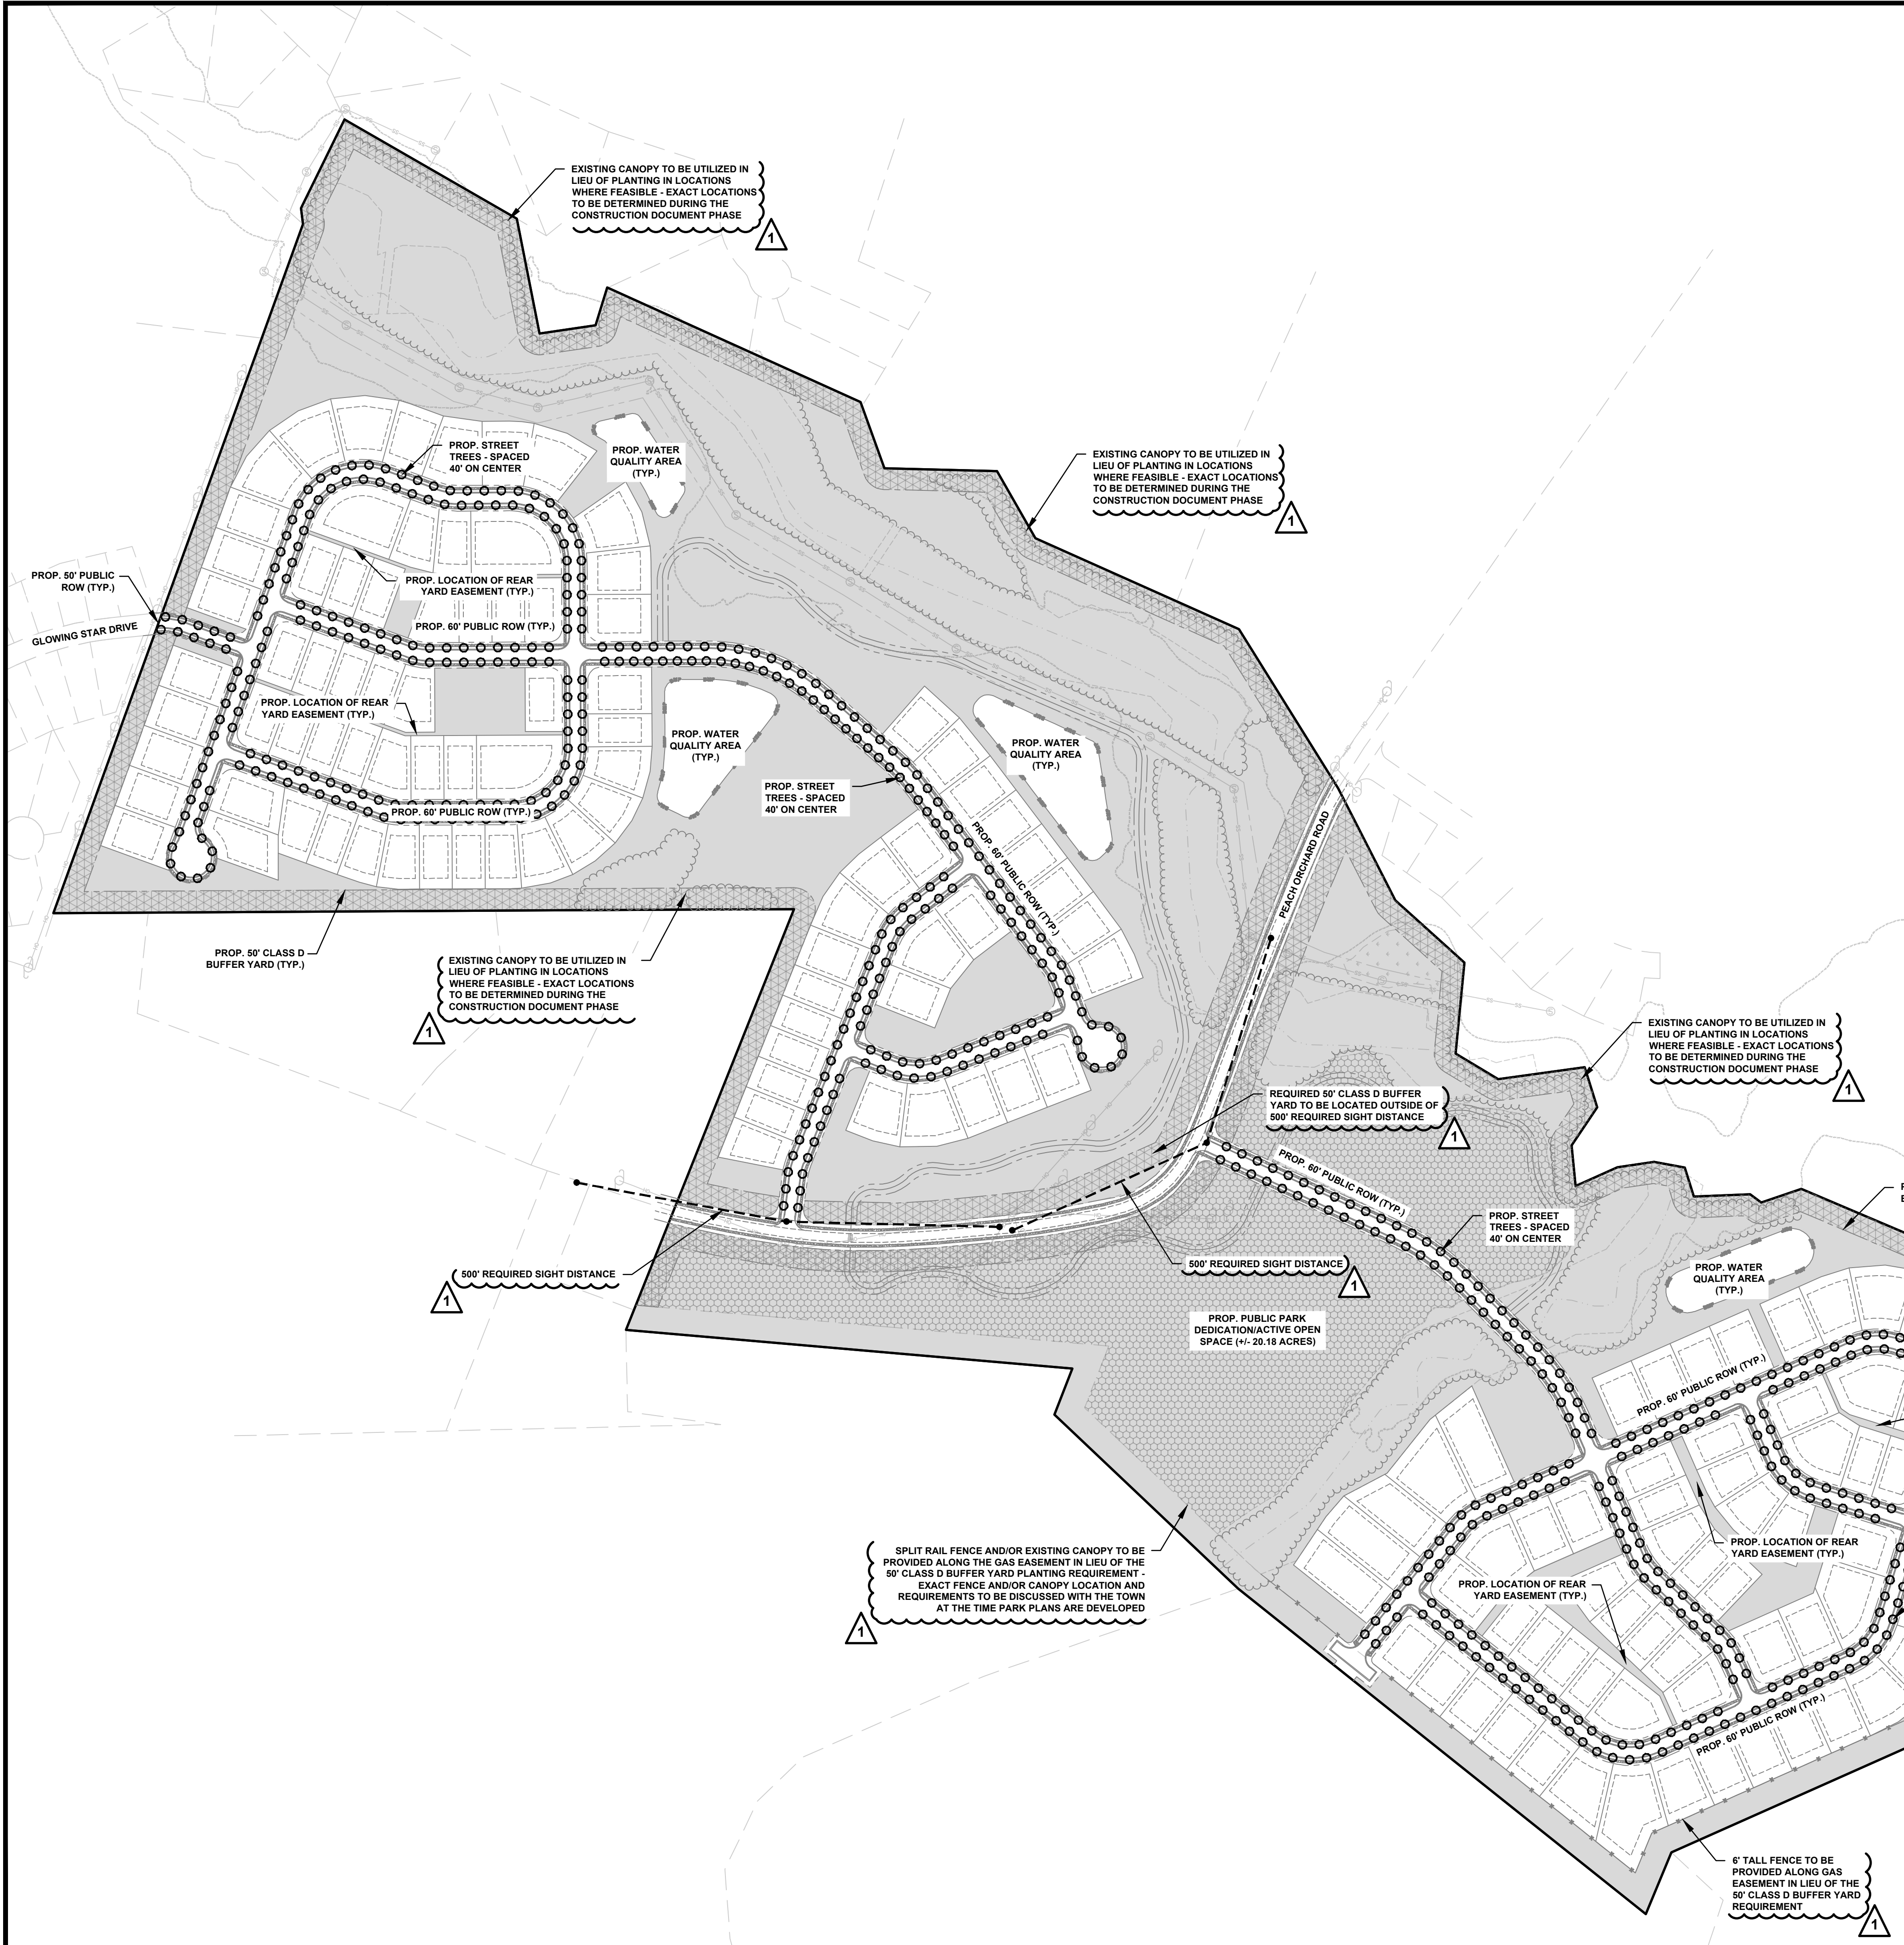 EXISTING CANOPY TO BE UTILIZED IN
LIEU OF PLANTING IN LOCATIONS
WHERE FEASIBLE - EXACT LOCATIONS
TO BE DETERMINED DURING THE
CONSTRUCTION DOCUMENT PHASE
1
PROP. STREET
TREES - SPACED
40' ON CENTER
PROP. WATER
QUALITY AREA
(TYP.)
EXISTING CANOPY TO BE UTILIZED IN
LIEU OF PLANTING IN LOCATIONS
WHERE FEASIBLE - EXACT LOCATIONS
TO BE DETERMINED DURING THE
CONSTRUCTION DOCUMENT PHASE
1
PROP. 50' PUBLIC
ROW (TYP.)
GLOWING STAR DRIVE
PROP. LOCATION OF REAR
YARD EASEMENT (TYP.)
PROP. 60' PUBLIC ROW (TYP.)
PROP. LOCATION OF REAR
YARD EASEMENT (TYP.)
PROP. WATER
QUALITY AREA
(TYP.)
PROP. WATER
QUALITY AREA
(TYP.)
PROP. STREET
TREES - SPACED
40' ON CENTER
PROP. 60' PUBLIC ROW (TYP.)
PROP. 60' PUBLIC ROW (TYP.)
PEACH ORCHARD ROAD
PROP. 50' CLASS D
BUFFER YARD (TYP.)
EXISTING CANOPY TO BE UTILIZED IN
LIEU OF PLANTING IN LOCATIONS
WHERE FEASIBLE - EXACT LOCATIONS
TO BE DETERMINED DURING THE
CONSTRUCTION DOCUMENT PHASE
1
EXISTING CANOPY TO BE UTILIZED IN
LIEU OF PLANTING IN LOCATIONS
WHERE FEASIBLE - EXACT LOCATIONS
TO BE DETERMINED DURING THE
CONSTRUCTION DOCUMENT PHASE
1
REQUIRED 50' CLASS D BUFFER
YARD TO BE LOCATED OUTSIDE OF
500' REQUIRED SIGHT DISTANCE
1
PROP. 60' PUBLIC ROW (TYP.)
PROP. STREET
TREES - SPACED
40' ON CENTER
500' REQUIRED SIGHT DISTANCE
1
500' REQUIRED SIGHT DISTANCE
1
PROP. WATER
QUALITY AREA
(TYP.)
PROP. PUBLIC PARK
DEDICATION/ACTIVE OPEN
SPACE (+/- 20.18 ACRES)
PROP. 60' PUBLIC ROW (TYP.)
SPLIT RAIL FENCE AND/OR EXISTING CANOPY TO BE
PROVIDED ALONG THE GAS EASEMENT IN LIEU OF THE
50' CLASS D BUFFER YARD PLANTING REQUIREMENT -
EXACT FENCE AND/OR CANOPY LOCATION AND
REQUIREMENTS TO BE DISCUSSED WITH THE TOWN
AT THE TIME PARK PLANS ARE DEVELOPED
1
PROP. LOCATION OF REAR
YARD EASEMENT (TYP.)
PROP. LOCATION OF REAR
YARD EASEMENT (TYP.)
PROP. 60' PUBLIC ROW (TYP.)
6' TALL FENCE TO BE
PROVIDED ALONG GAS
EASEMENT IN LIEU OF THE
50' CLASS D BUFFER YARD
REQUIREMENT
1